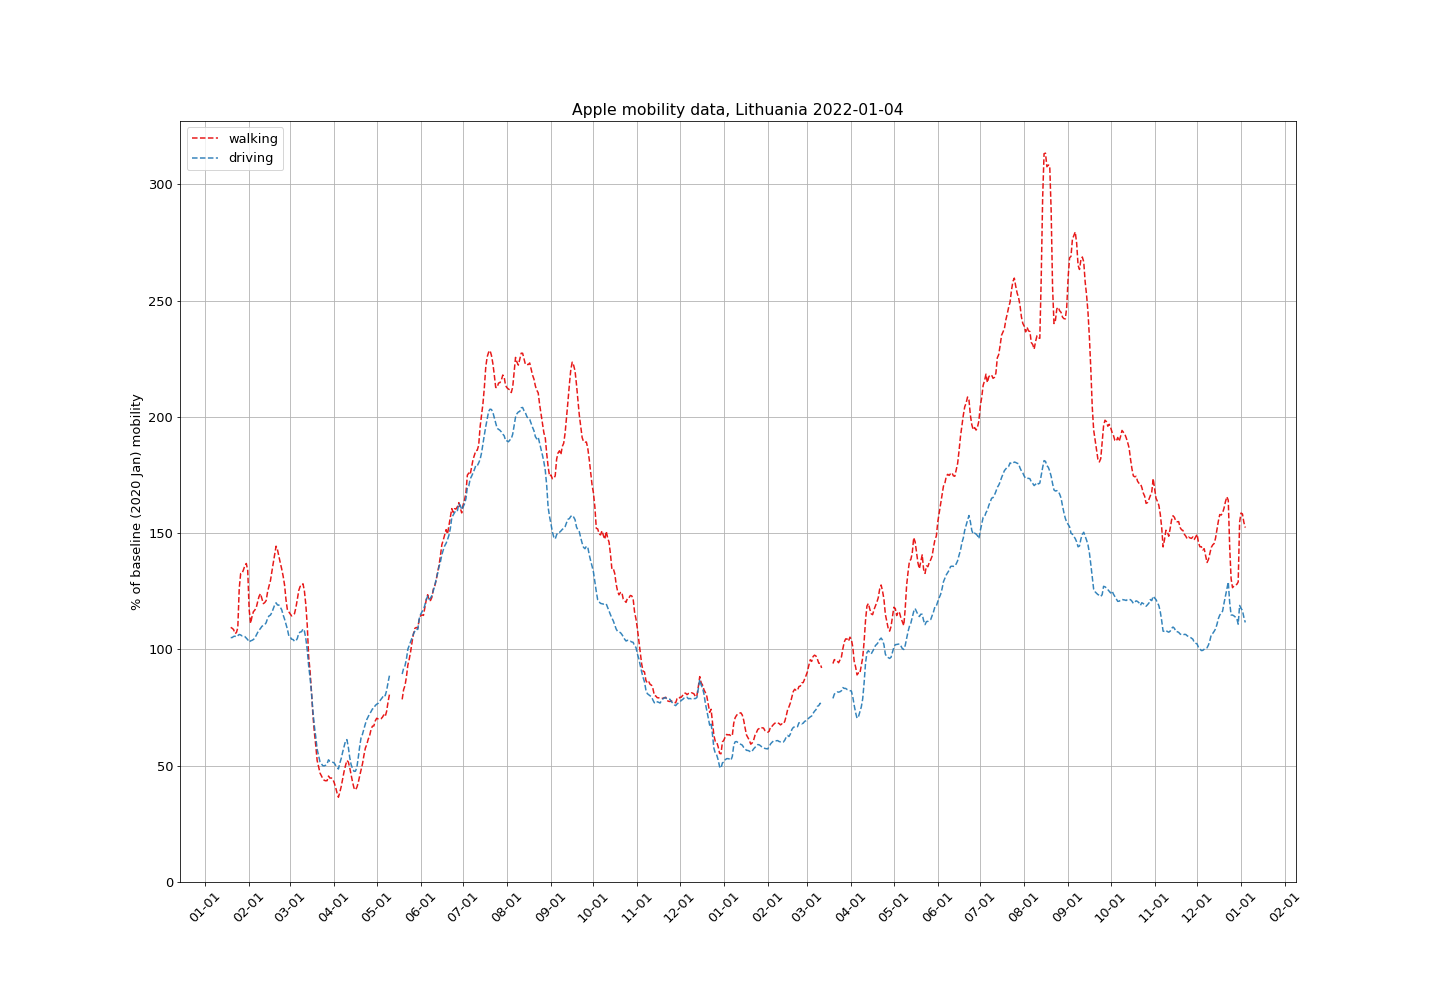 Apple mobility data, Lithuania 2022-01-04
walking
driving
% of baseline (2020 Jan) mobility
300
250
200
150
100
50
0
01-01 02-01 03-01 04-01 05-01 06-01 07-01 08-01 09-01 10-01 11-01 12-01 01-01 02-01 03-01 04-01 05-01 06-01 07-01 08-01 09-01 10-01 11-01 12-01 01-01 02-01